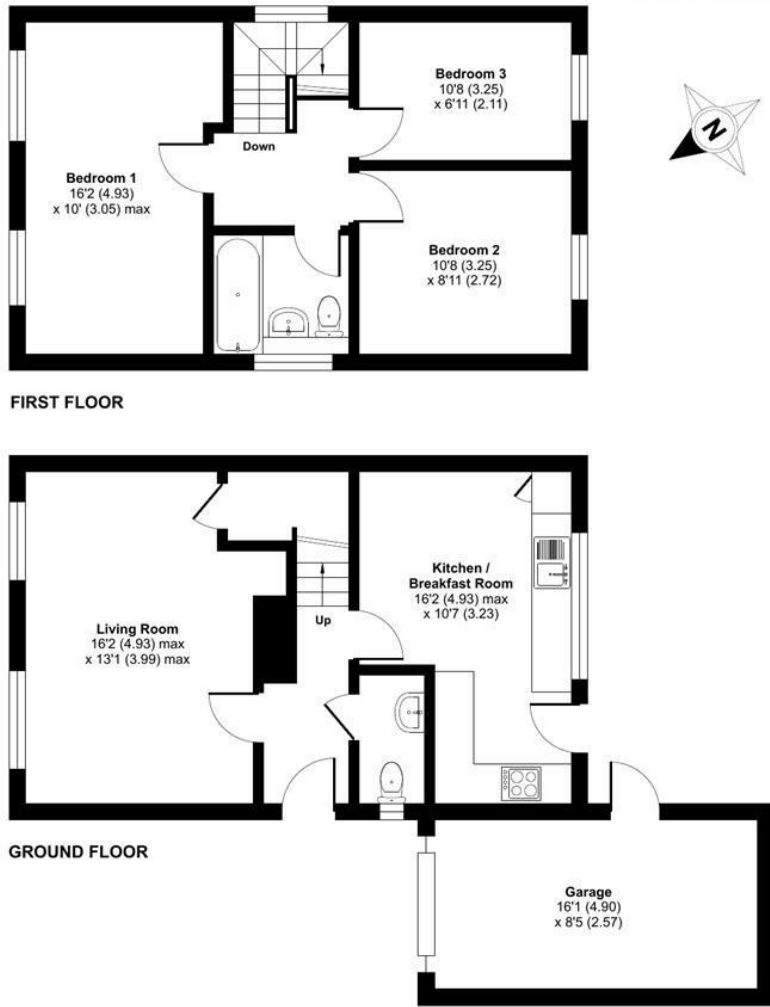 Bedroom 3
10'8 (3.25)
x 6'11 (2.11)
N
Down
Bedroom 1
16'2 (4.93)
x 10' (3.05) max
Bedroom 2
10'8 (3.25)
x 8'11 (2.72)
FIRST FLOOR
Kitchen /
Breakfast Room
16'2 (4.93) max
x 10'7 (3.23)
Up
Living Room
16'2 (4.93) max
x 13'1 (3.99) max
GROUND FLOOR
Garage
16'1 (4.90)
x 8'5 (2.57)